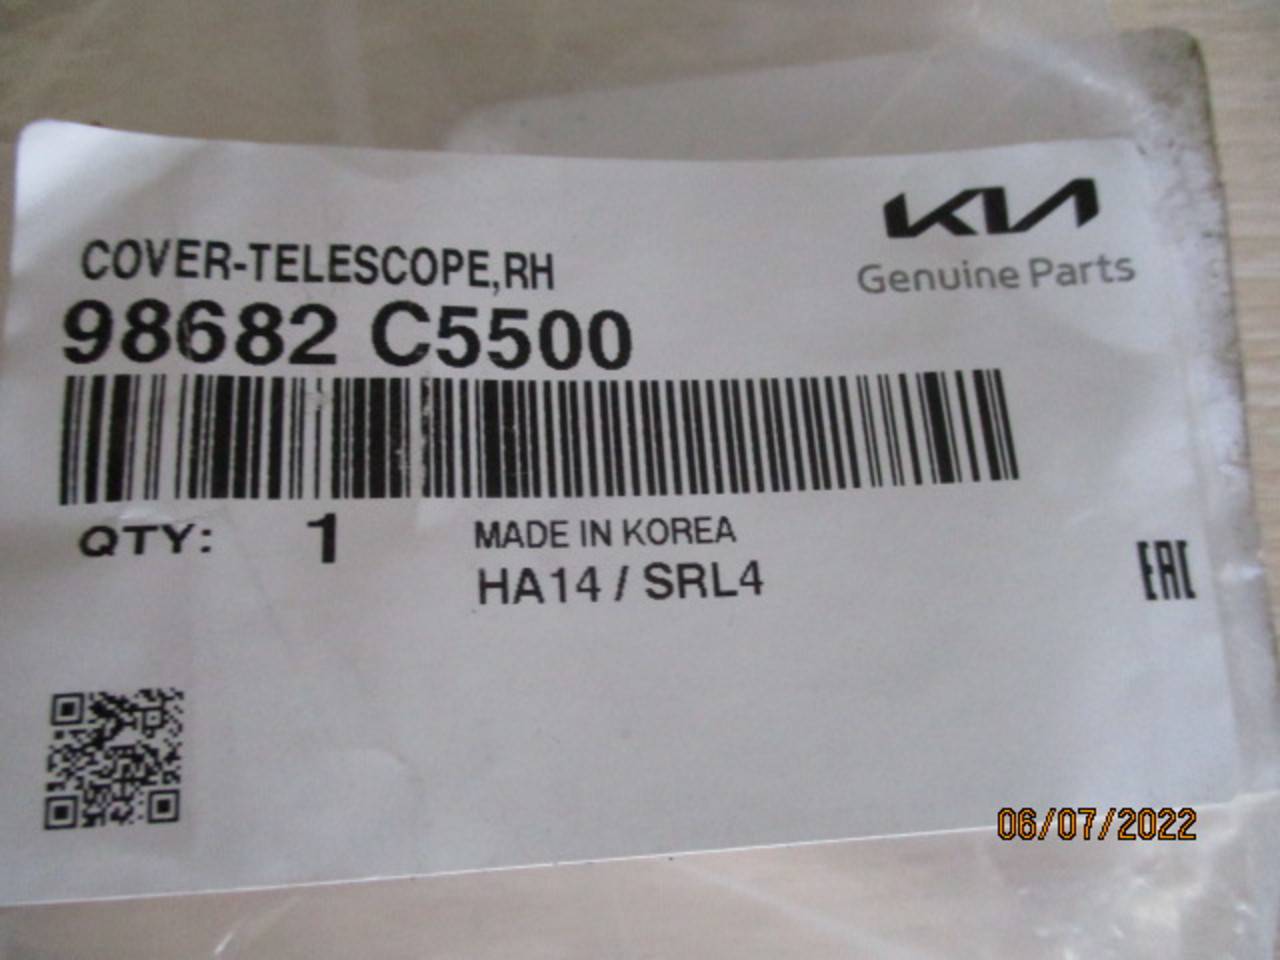 KIA
Genuine Parts
COVER-TELESCOPE,RH
98682 C5500
QTY: 1
MADE IN KOREA
HA14 / SRL4
EAC
06/07/2022